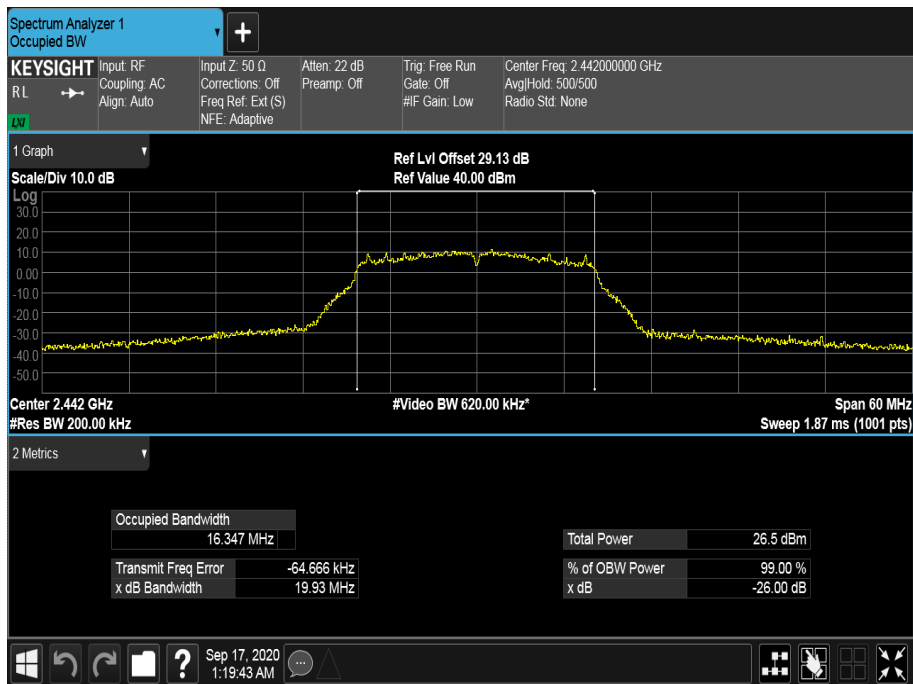 Spectrum Analyzer 1
Occupied BW
+
KEYSIGHT
R L
LXI
Input: RF
Coupling: AC
Align: Auto
Input Z: 50 Ω
Corrections: Off
Freq Ref: Ext (S)
NFE: Adaptive
Atten: 22 dB
Preamp: Off
Trig: Free Run
Gate: Off
#IF Gain: Low
Center Freq: 2.442000000 GHz
Avg|Hold: 500/500
Radio Std: None
1 Graph
Scale/Div 10.0 dB
Ref Lvl Offset 29.13 dB
Ref Value 40.00 dBm
Log
30.0
20.0
10.0
0.00
-10.0
-20.0
-30.0
-40.0
-50.0
Center 2.442 GHz
#Video BW 620.00 kHz*
Span 60 MHz
#Res BW 200.00 kHz
Sweep 1.87 ms (1001 pts)
2 Metrics
Occupied Bandwidth
16.347 MHz
Total Power 26.5 dBm
Transmit Freq Error -64.666 kHz
% of OBW Power 99.00 %
x dB Bandwidth 19.93 MHz
x dB -26.00 dB
?
Sep 17, 2020
1:19:43 AM